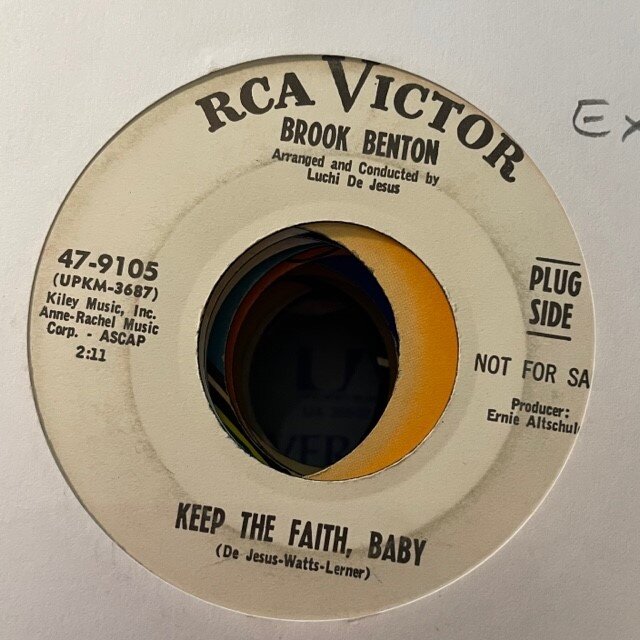 RCA VICTOR
BROOK BENTON
Arranged and Conducted by
Luchi De Jesus
47-9105
(UPKM-3687)
Kiley Music, Inc.
Anne-Rachel Music
Corp. - ASCAP
2:11
PLUG
SIDE
NOT FOR SA
Producer:
Ernie Altschul
KEEP THE FAITH, BABY
(De Jesus-Watts-Lerner)
Ex